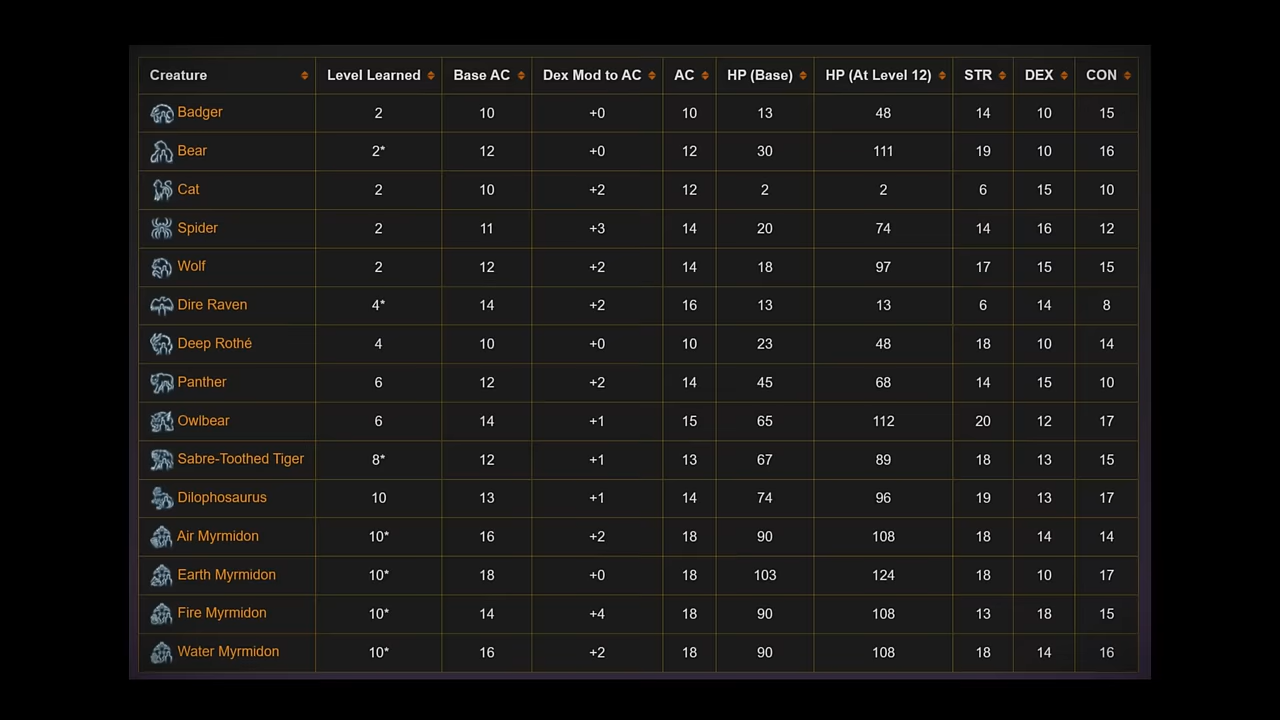 Creature Level Learned Base AC Dex Mod to AC AC HP (Base) HP (At Level 12) STR DEX CON
Badger 2 10 +0 10 13 48 14 10 15
Bear 2* 12 +0 12 30 111 19 10 16
Cat 2 10 +2 12 2 2 6 15 10
Spider 2 11 +3 14 20 74 14 16 12
Wolf 2 12 +2 14 18 97 17 15 15
Dire Raven 4* 14 +2 16 13 13 6 14 8
Deep Rothé 4 10 +0 10 23 48 18 10 14
Panther 6 12 +2 14 45 68 14 15 10
Owlbear 6 14 +1 15 65 112 20 12 17
Sabre-Toothed Tiger 8* 12 +1 13 67 89 18 13 15
Dilophosaurus 10 13 +1 14 74 96 19 13 17
Air Myrmidon 10* 16 +2 18 90 108 18 14 14
Earth Myrmidon 10* 18 +0 18 103 124 18 10 17
Fire Myrmidon 10* 14 +4 18 90 108 13 18 15
Water Myrmidon 10* 16 +2 18 90 108 18 14 16